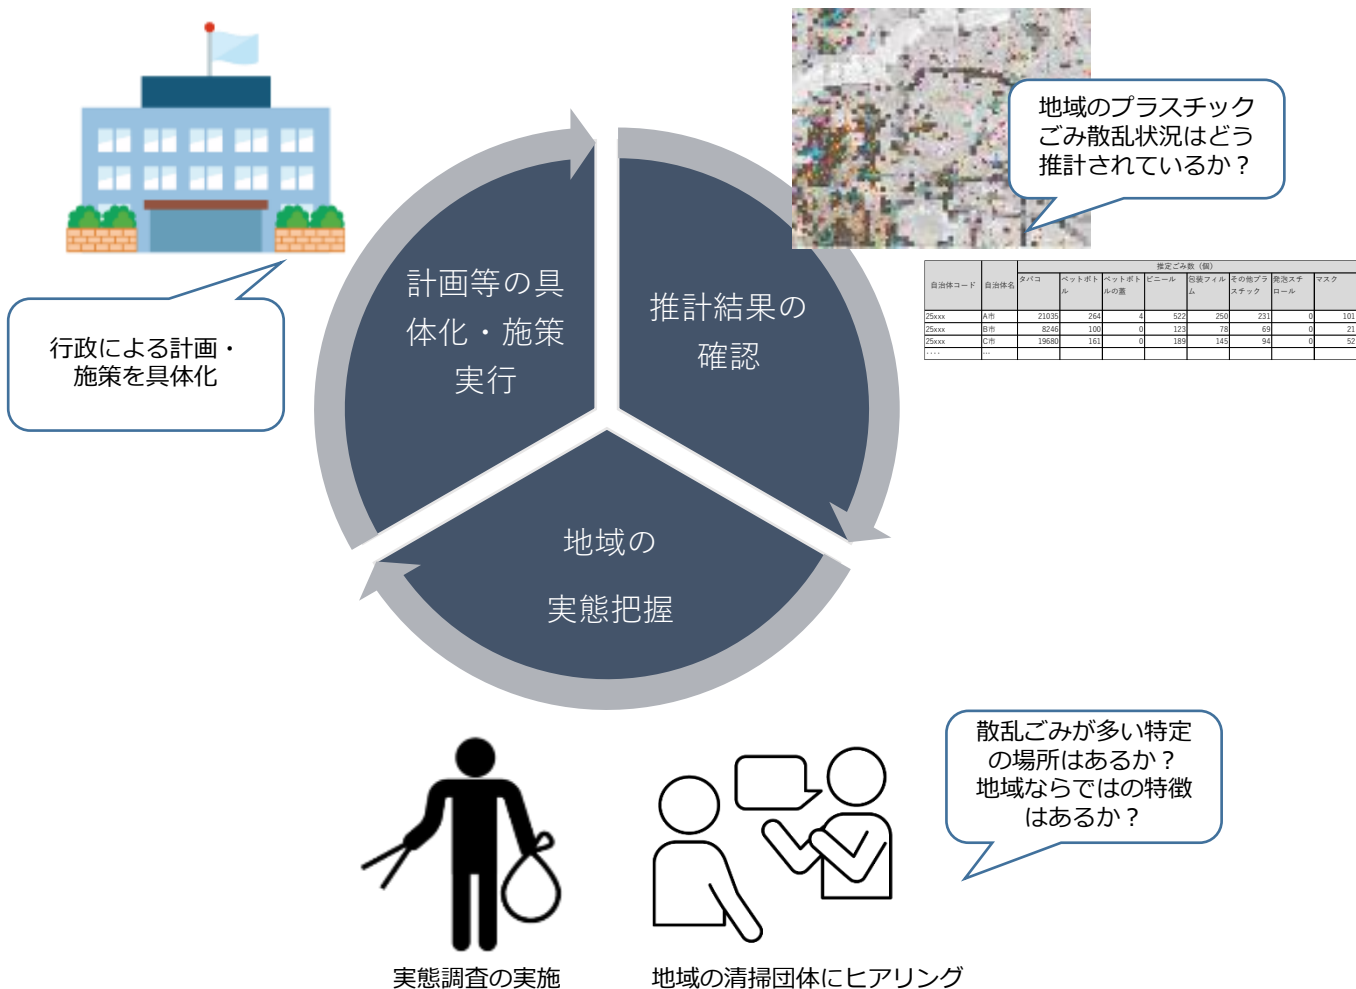 地域のプラスチック
ごみ散乱状況はどう
推計されているか？
計画等の具
体化・施策
実行
推計結果の
確認
地域の
実態把握
行政による計画・
施策を具体化
自治体コード 自治体名 推定ごみ数（個）
タバコ ペットボトル ペットボトルの蓋 ビニール 包装フィルム その他プラスチック 発泡スチロール マスク
25xxx A市 21035 264 4 522 250 231 0 101
25xxx B市 8246 100 0 123 78 69 0 21
25xxx C市 19680 161 0 189 145 94 0 52
‥‥ …
散乱ごみが多い特定
の場所はあるか？
地域ならではの特徴
はあるか？
実態調査の実施
地域の清掃団体にヒアリング